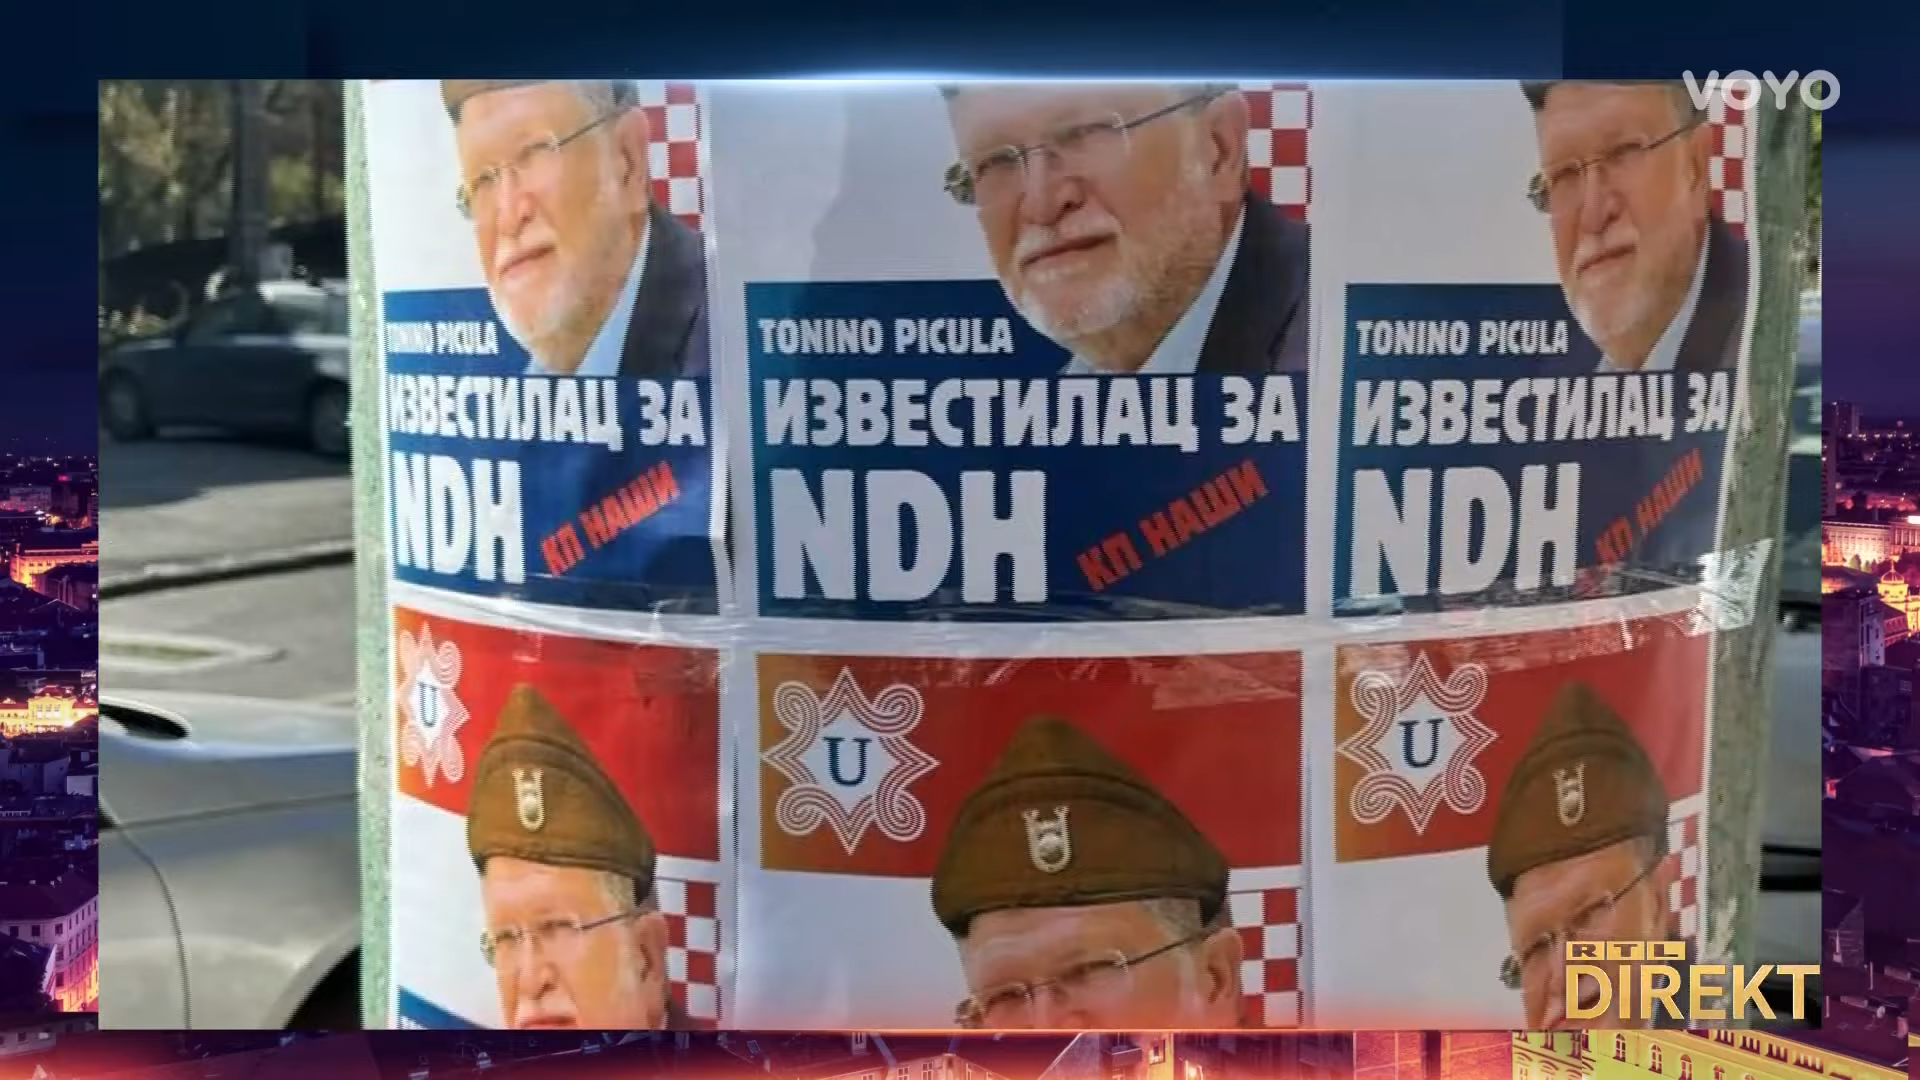 VOYO
TONINO PICULA
ИЗВЕСТИЛАЦ ЗА
NDH
КП НАШИ
TONINO PICULA
ИЗВЕСТИЛАЦ ЗА
NDH
КП НАШИ
TONINO PICULA
ИЗВЕСТИЛАЦ ЗА
NDH
КП НАШИ
U
U
U
U
U
U
RTL
DIREKT